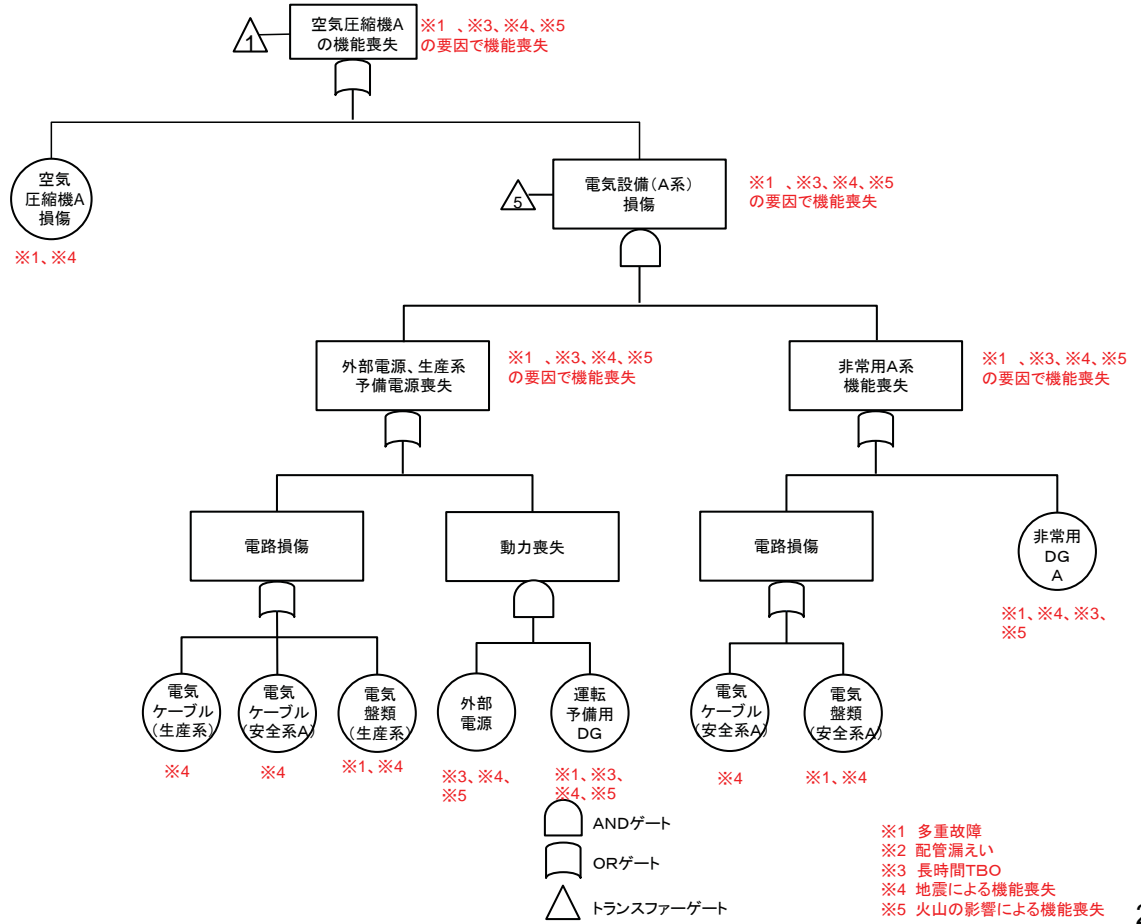 1
空気圧縮機A
の機能喪失
※1 、※3、※4、※5
の要因で機能喪失
空気
圧縮機A
損傷
※1、※4
5
電気設備（A系）
損傷
※1 、※3、※4、※5
の要因で機能喪失
外部電源、生産系
予備電源喪失
※1 、※3、※4、※5
の要因で機能喪失
非常用A系
機能喪失
※1 、※3、※4、※5
の要因で機能喪失
電路損傷
動力喪失
電路損傷
非常用
DG
A
※1、※4、※3、
※5
電気
ケーブル
（生産系）
※4
電気
ケーブル
（安全系A）
※4
電気
盤類
（生産系）
※1、※4
外部
電源
※3、※4、
※5
運転
予備用
DG
※1、※3、
※4、※5
電気
ケーブル
（安全系A）
※4
電気
盤類
（安全系A）
※1、※4
ANDゲート
ORゲート
トランスファーゲート
※1 多重故障
※2 配管漏えい
※3 長時間TBO
※4 地震による機能喪失
※5 火山の影響による機能喪失